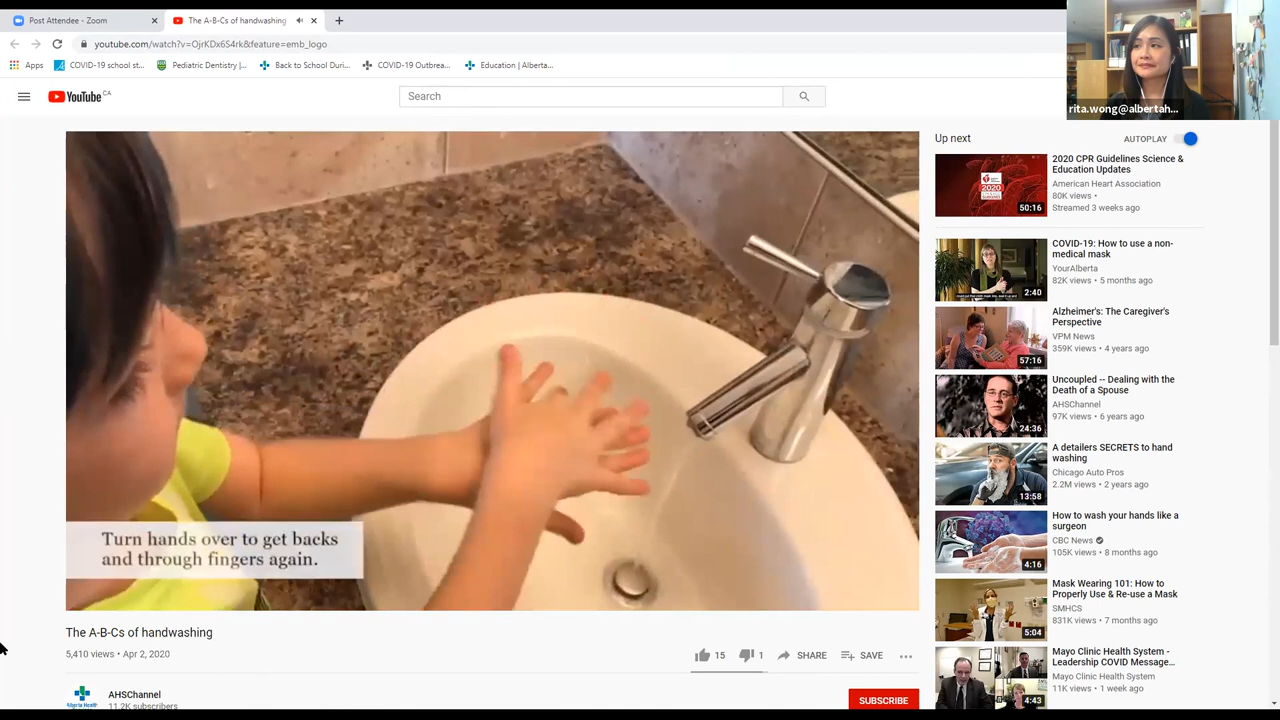 Post Attendee - Zoom
The A-B-Cs of handwashing
youtube.com/watch?v=OjrKDx6S4rk&feature=emb_logo
Apps
COVID-19 school st...
Pediatric Dentistry |...
Back to School Duri...
COVID-19 Outbrea...
Education | Alberta...
rita.wong@albertah...
YouTube CA
Search
Up next
AUTOPLAY
2020 CPR Guidelines Science &
Education Updates
American Heart Association
80K views •
Streamed 3 weeks ago
50:16
COVID-19: How to use a non-
medical mask
YourAlberta
82K views • 5 months ago
2:40
Alzheimer's: The Caregiver's
Perspective
VPM News
359K views • 4 years ago
57:16
Uncoupled -- Dealing with the
Death of a Spouse
AHSChannel
97K views • 6 years ago
24:36
A detailers SECRETS to hand
washing
Chicago Auto Pros
2.2M views • 2 years ago
13:58
How to wash your hands like a
surgeon
CBC News
105K views • 8 months ago
4:16
Mask Wearing 101: How to
Properly Use & Re-use a Mask
SMHCS
831K views • 7 months ago
5:04
Mayo Clinic Health System -
Leadership COVID Message...
Mayo Clinic Health System
11K views • 1 week ago
4:43
Turn hands over to get backs
and through fingers again.
The A-B-Cs of handwashing
5,410 views • Apr 2, 2020
15
1
SHARE
SAVE
AHSChannel
11.2K subscribers
SUBSCRIBE